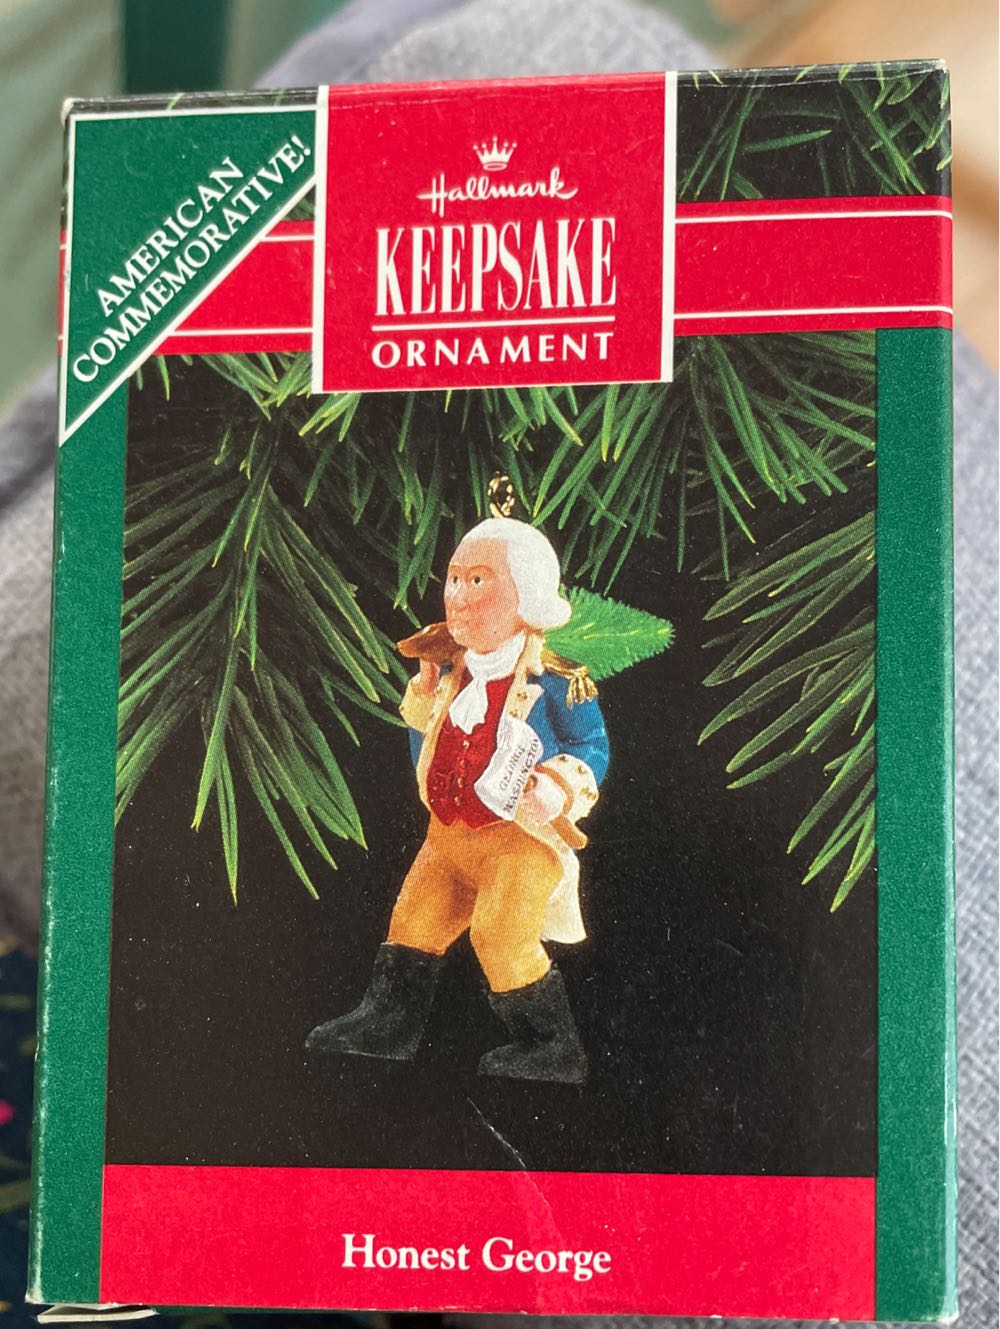 AMERICAN
COMMEMORATIVE!
Hallmark
KEEPSAKE
ORNAMENT
GEORGE
WASHINGTON
Honest George